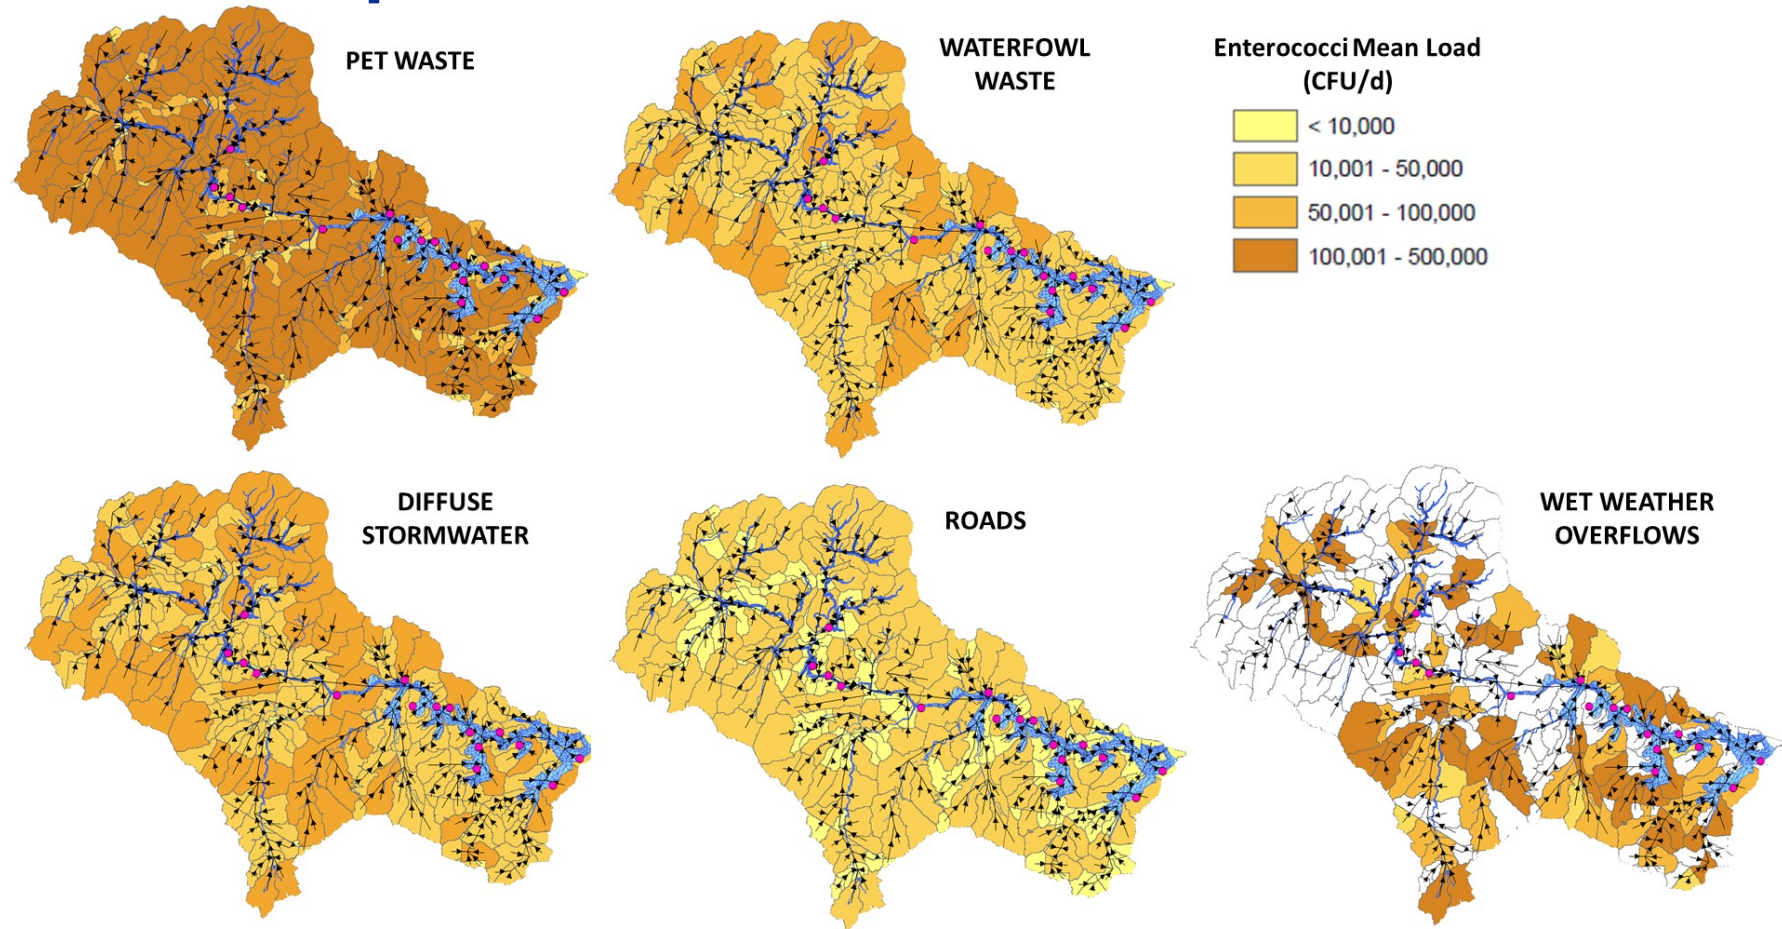 PET WASTE
WATERFOWL
WASTE
Enterococci Mean Load
(CFU/d)
< 10,000
10,001 - 50,000
50,001 - 100,000
100,001 - 500,000
DIFFUSE
STORMWATER
ROADS
WET WEATHER
OVERFLOWS